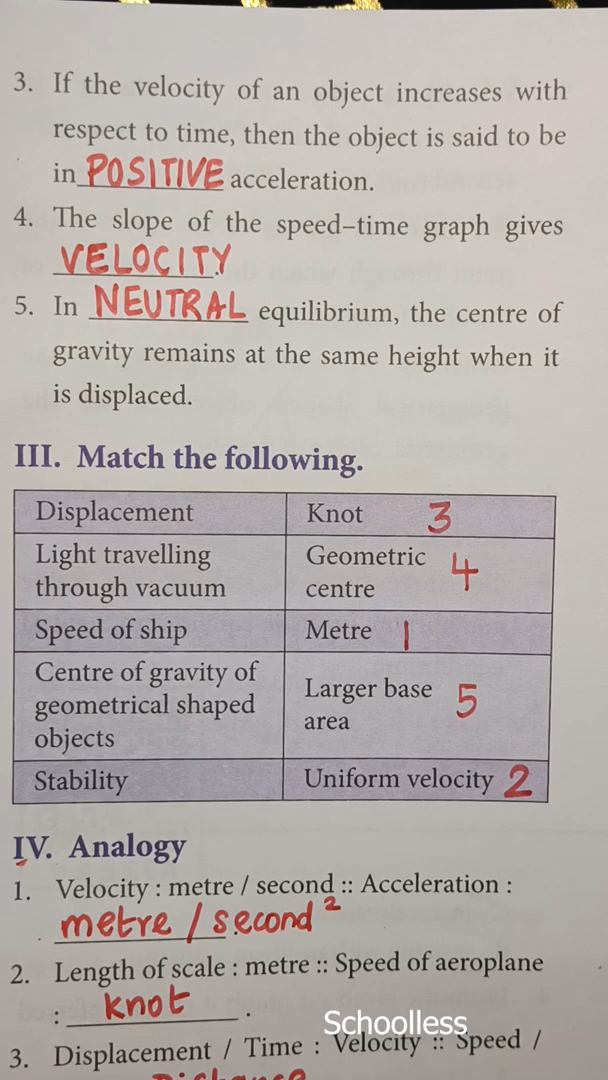 3. If the velocity of an object increases with
respect to time, then the object is said to be
in POSITIVE acceleration.
4. The slope of the speed–time graph gives
VELOCITY.
5. In NEUTRAL equilibrium, the centre of
gravity remains at the same height when it
is displaced.
III. Match the following.
Displacement Knot 3
Light travelling through vacuum Geometric centre 4
Speed of ship Metre 1
Centre of gravity of geometrical shaped objects Larger base area 5
Stability Uniform velocity 2
IV. Analogy
1. Velocity : metre / second :: Acceleration :
metre / second²
2. Length of scale : metre :: Speed of aeroplane
: knot .
Schoolless
3. Displacement / Time : Velocity :: Speed /
Distance